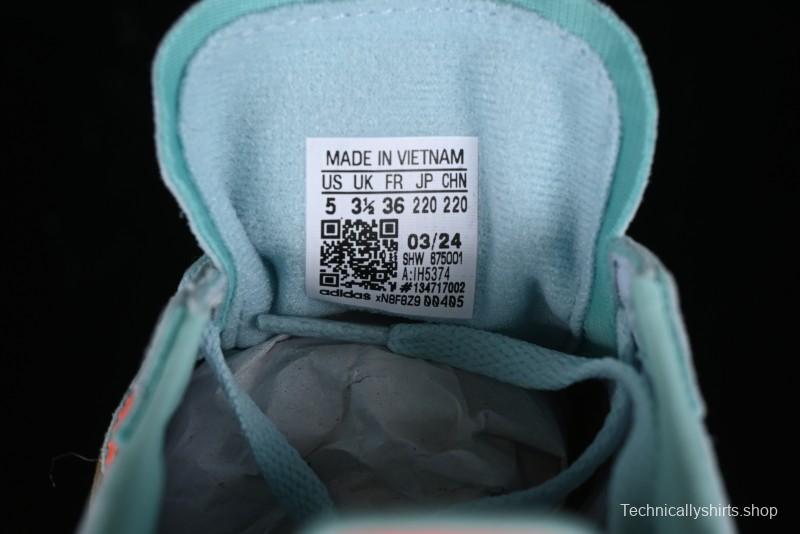 MADE IN VIETNAM
US UK FR JP CHN
5 3½ 36 220 220
03/24
SHW 675001
A:IH5374
#134717002
adidas xN8F8Z9 00405
Technicallyshirts.shop